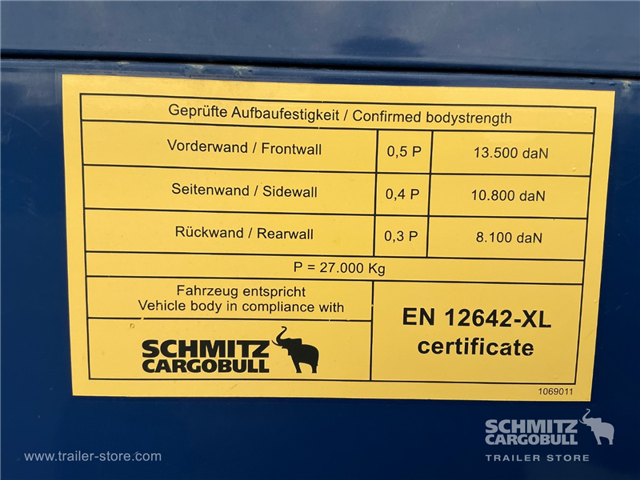 Geprüfte Aufbaufestigkeit / Confirmed bodystrength
Vorderwand / Frontwall 0,5 P 13.500 daN
Seitenwand / Sidewall 0,4 P 10.800 daN
Rückwand / Rearwall 0,3 P 8.100 daN
P = 27.000 Kg
Fahrzeug entspricht
Vehicle body in compliance with
SCHMITZ
CARGOBULL
EN 12642-XL
certificate
1069011
www.trailer-store.com
SCHMITZ
CARGOBULL
TRAILER STORE